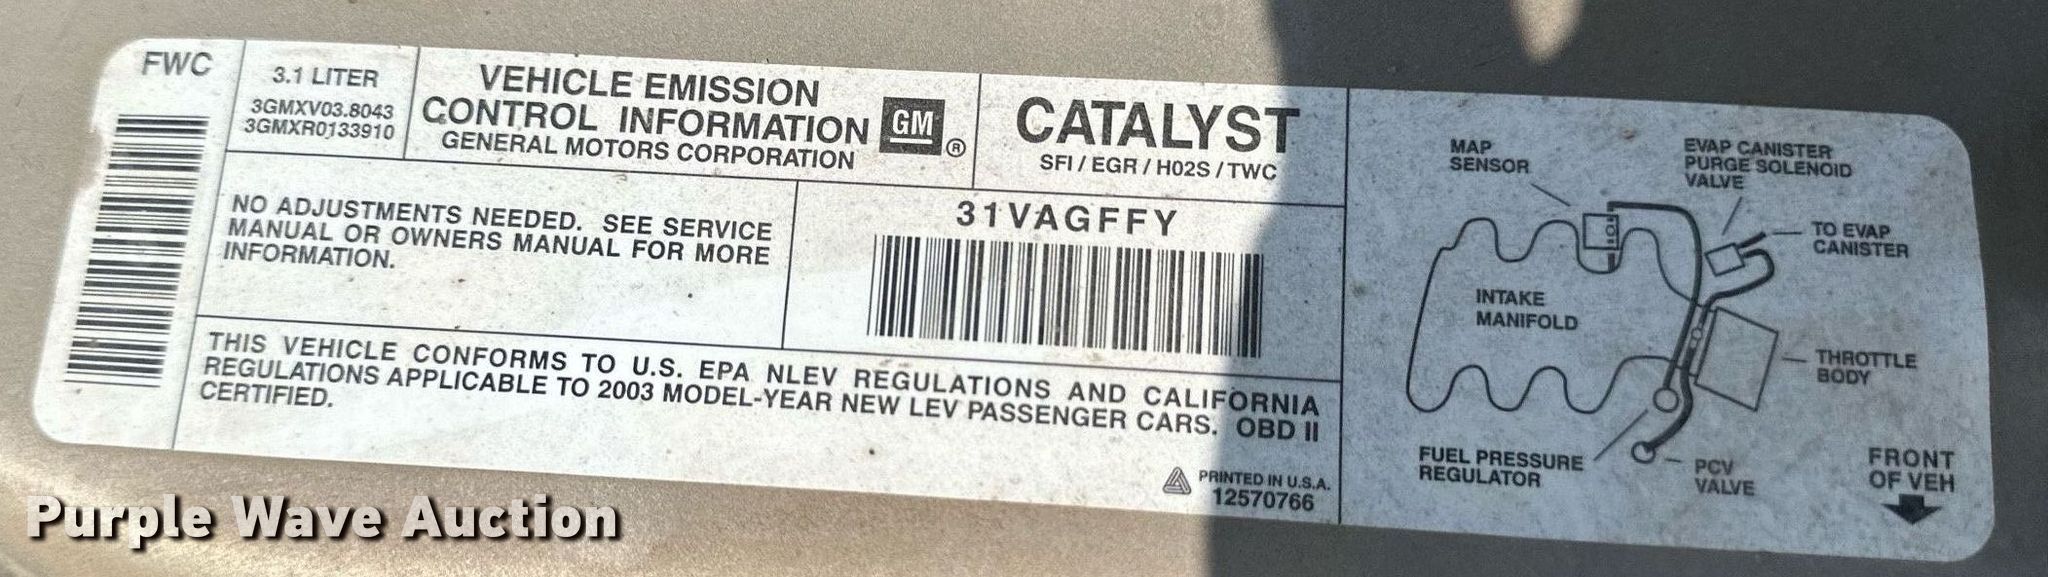 FWC
3.1 LITER
3GMXV03.8043
3GMXR0133910
VEHICLE EMISSION
CONTROL INFORMATION
GENERAL MOTORS CORPORATION
GM ®
CATALYST
SFI / EGR / H02S / TWC
NO ADJUSTMENTS NEEDED. SEE SERVICE
MANUAL OR OWNERS MANUAL FOR MORE
INFORMATION.
31VAGFFY
THIS VEHICLE CONFORMS TO U.S. EPA NLEV REGULATIONS AND CALIFORNIA
REGULATIONS APPLICABLE TO 2003 MODEL-YEAR NEW LEV PASSENGER CARS. OBD II
CERTIFIED.
PRINTED IN U.S.A.
12570766
MAP
SENSOR
EVAP CANISTER
PURGE SOLENOID
VALVE
TO EVAP
CANISTER
INTAKE
MANIFOLD
THROTTLE
BODY
FUEL PRESSURE
REGULATOR
PCV
VALVE
FRONT
OF VEH
Purple Wave Auction